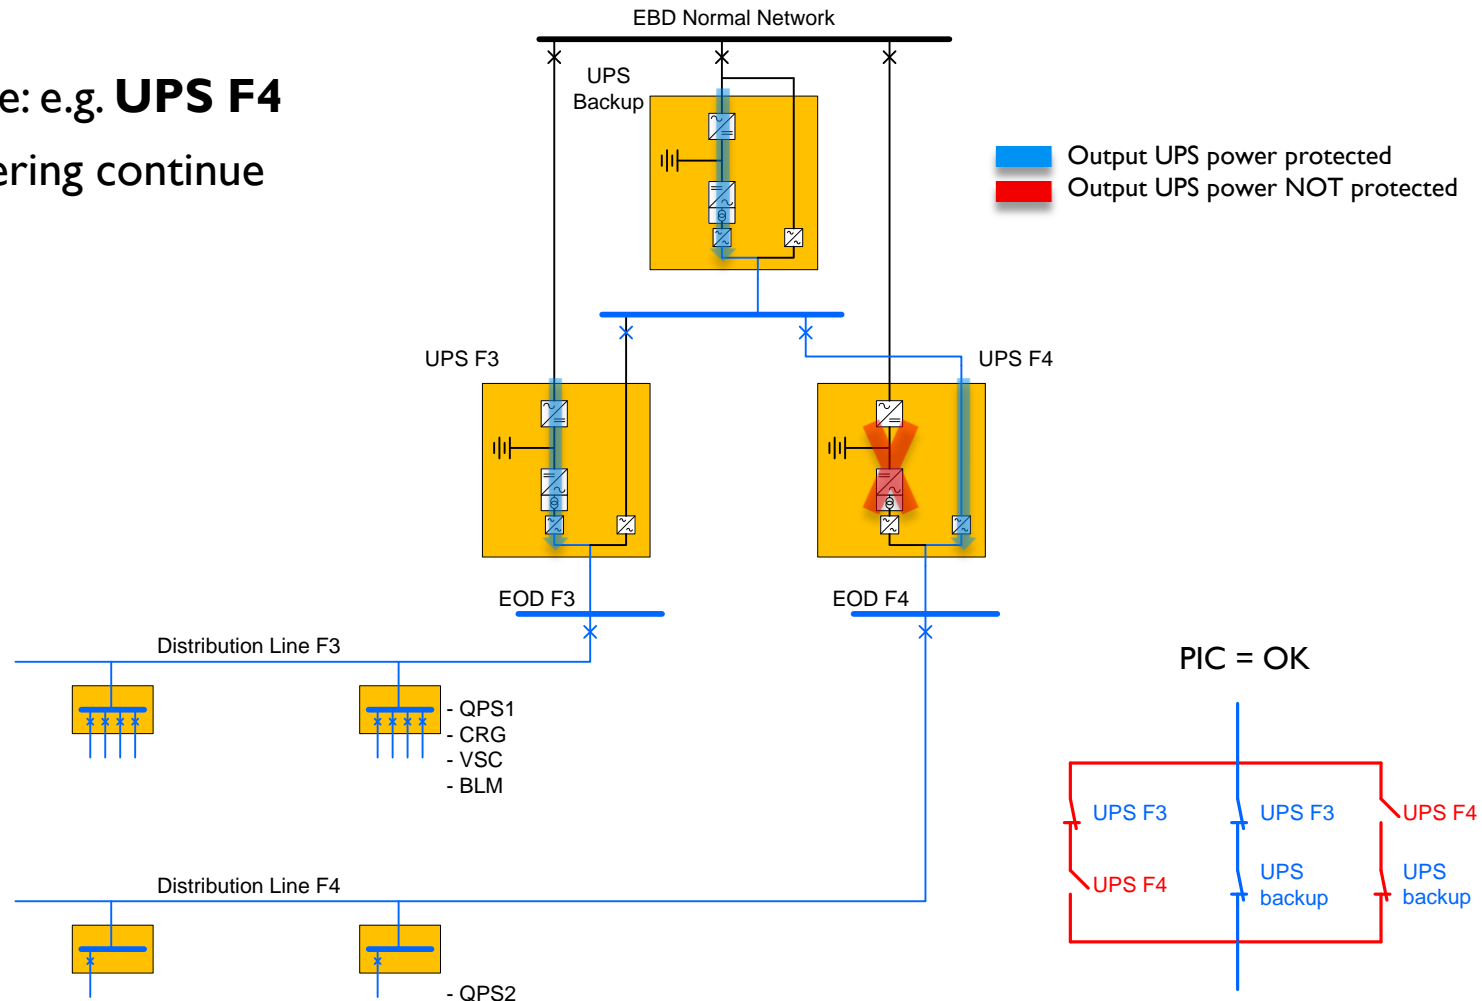 EBD Normal Network
e: e.g. UPS F4
ering continue
UPS
Backup
Output UPS power protected
Output UPS power NOT protected
UPS F3
UPS F4
EOD F3
EOD F4
Distribution Line F3
- QPS1
- CRG
- VSC
- BLM
PIC = OK
UPS F3
UPS F3
UPS F4
UPS F4
UPS
backup
UPS
backup
Distribution Line F4
- QPS2